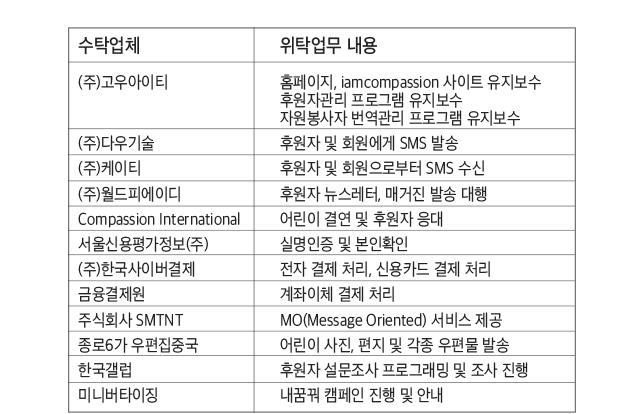 수탁업체 위탁업무 내용
(주)고우아이티 홈페이지, iamcompassion 사이트 유지보수
후원자관리 프로그램 유지보수
자원봉사자 번역관리 프로그램 유지보수
(주)다우기술 후원자 및 회원에게 SMS 발송
(주)케이티 후원자 및 회원으로부터 SMS 수신
(주)월드피에이디 후원자 뉴스레터, 매거진 발송 대행
Compassion International 어린이 결연 및 후원자 응대
서울신용평가정보(주) 실명인증 및 본인확인
(주)한국사이버결제 전자 결제 처리, 신용카드 결제 처리
금융결제원 계좌이체 결제 처리
주식회사 SMTNT MO(Message Oriented) 서비스 제공
종로6가 우편집중국 어린이 사진, 편지 및 각종 우편물 발송
한국갤럽 후원자 설문조사 프로그래밍 및 조사 진행
미니버타이징 내꿈꿔 캠페인 진행 및 안내